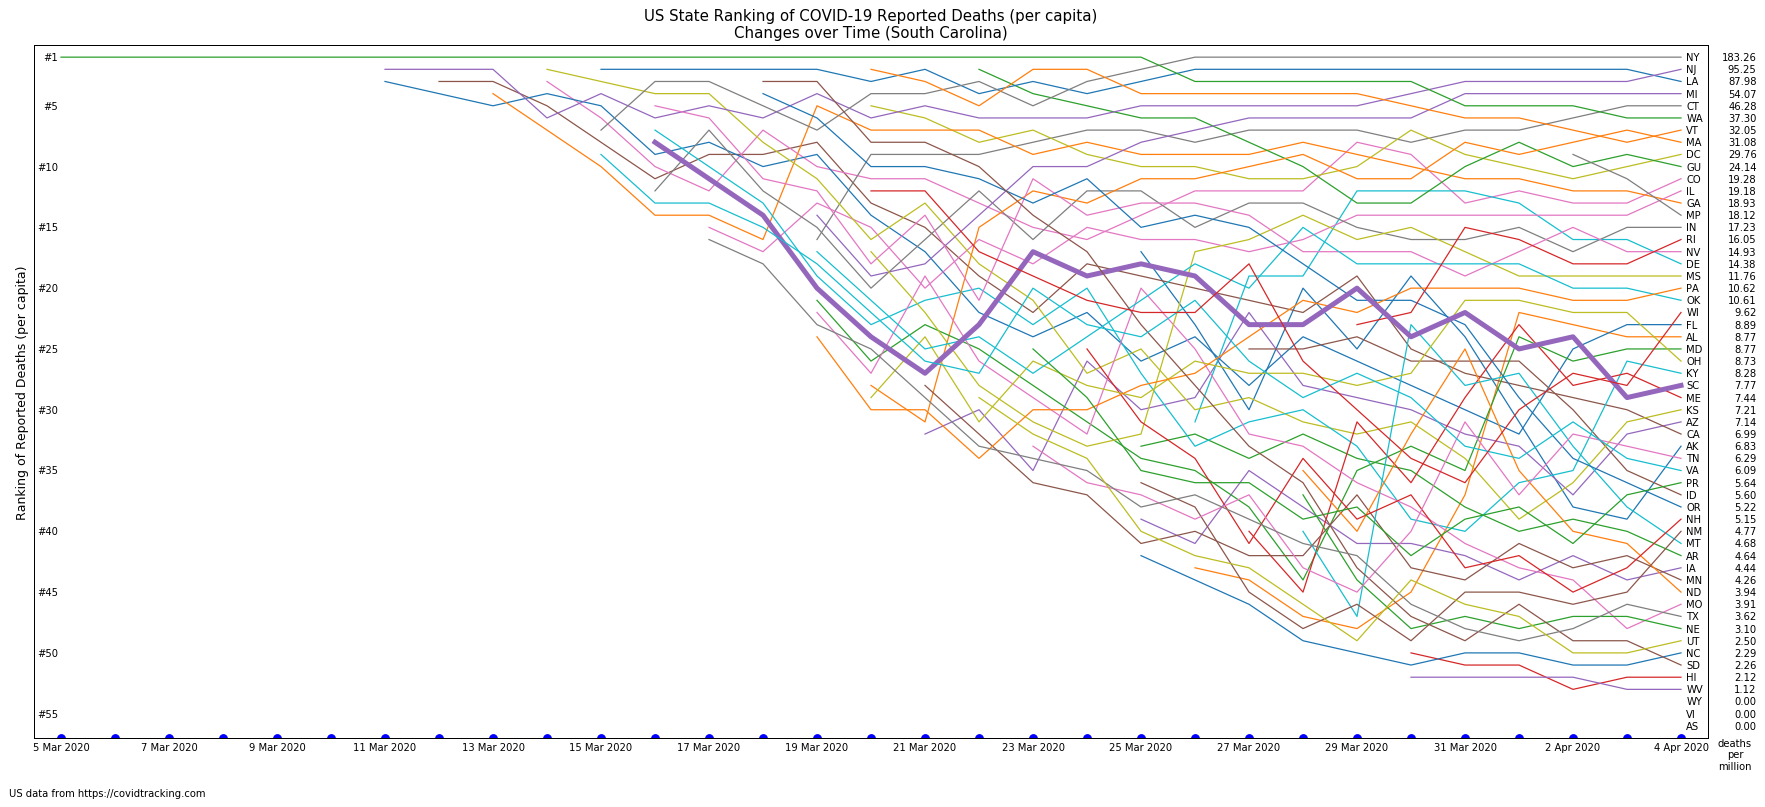 US State Ranking of COVID-19 Reported Deaths (per capita)
Changes over Time (South Carolina)
Ranking of Reported Deaths (per capita)
#1
#5
#10
#15
#20
#25
#30
#35
#40
#45
#50
#55
NY 183.26
NJ 95.25
LA 87.98
MI 54.07
CT 46.28
WA 37.30
VT 32.05
MA 31.08
DC 29.76
GU 24.14
CO 19.28
IL 19.18
GA 18.93
MP 18.12
IN 17.23
RI 16.05
NV 14.93
DE 14.38
MS 11.76
PA 10.62
OK 10.61
WI 9.62
FL 8.89
AL 8.77
MD 8.77
OH 8.73
KY 8.28
SC 7.77
ME 7.44
KS 7.21
AZ 7.14
CA 6.99
AK 6.83
TN 6.29
VA 6.09
PR 5.64
ID 5.60
OR 5.22
NH 5.15
NM 4.77
MT 4.68
AR 4.64
IA 4.44
MN 4.26
ND 3.94
MO 3.91
TX 3.62
NE 3.10
UT 2.50
NC 2.29
SD 2.26
HI 2.12
WV 1.12
WY 0.00
VI 0.00
AS 0.00
5 Mar 2020 7 Mar 2020 9 Mar 2020 11 Mar 2020 13 Mar 2020 15 Mar 2020 17 Mar 2020 19 Mar 2020 21 Mar 2020 23 Mar 2020 25 Mar 2020 27 Mar 2020 29 Mar 2020 31 Mar 2020 2 Apr 2020 4 Apr 2020
deaths
per
million
US data from https://covidtracking.com